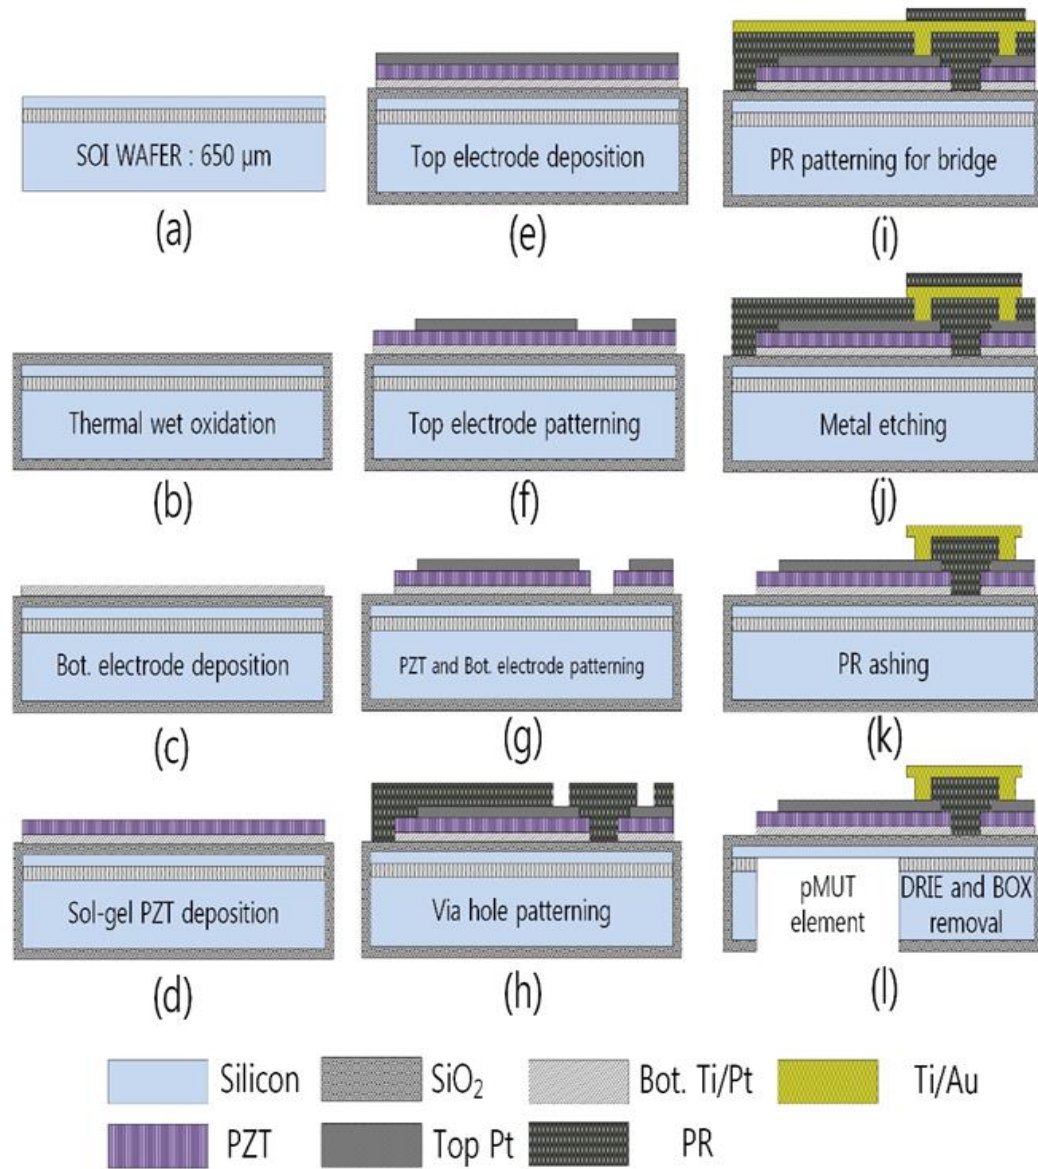 SOI WAFER : 650 μm
(a)
Thermal wet oxidation
(b)
Bot. electrode deposition
(c)
Sol-gel PZT deposition
(d)
Top electrode deposition
(e)
Top electrode patterning
(f)
PZT and Bot. electrode patterning
(g)
Via hole patterning
(h)
PR patterning for bridge
(i)
Metal etching
(j)
PR ashing
(k)
pMUT
element
DRIE and BOX
removal
(l)
Silicon
SiO₂
Bot. Ti/Pt
Ti/Au
PZT
Top Pt
PR